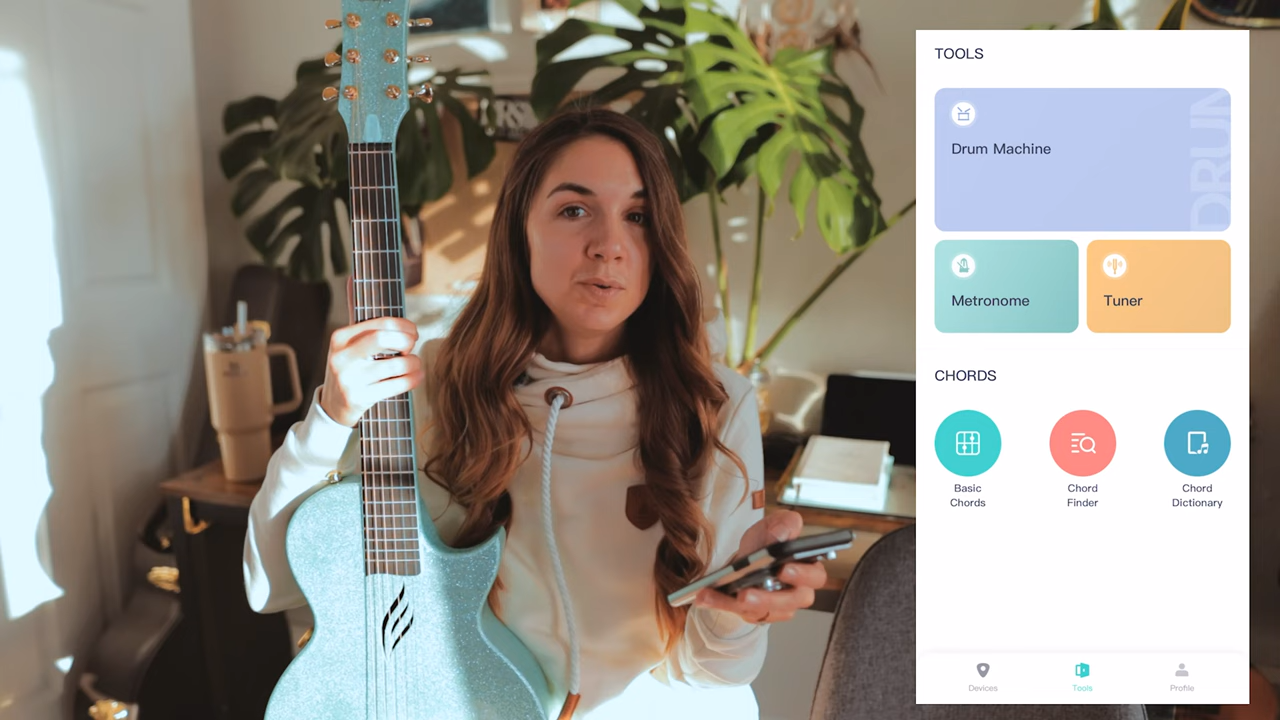 TOOLS
DRUM
Drum Machine
Metronome
Tuner
CHORDS
Basic
Chords
Chord
Finder
Chord
Dictionary
Devices
Tools
Profile